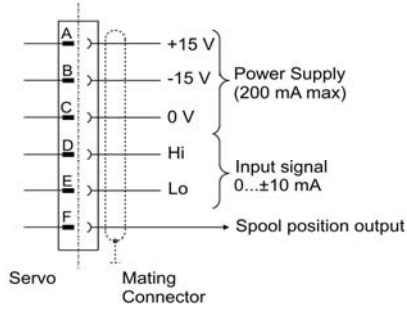 A
+15 V
B
-15 V
Power Supply
(200 mA max)
C
0 V
D
Hi
Input signal
0...±10 mA
E
Lo
F
Spool position output
Servo
Mating
Connector